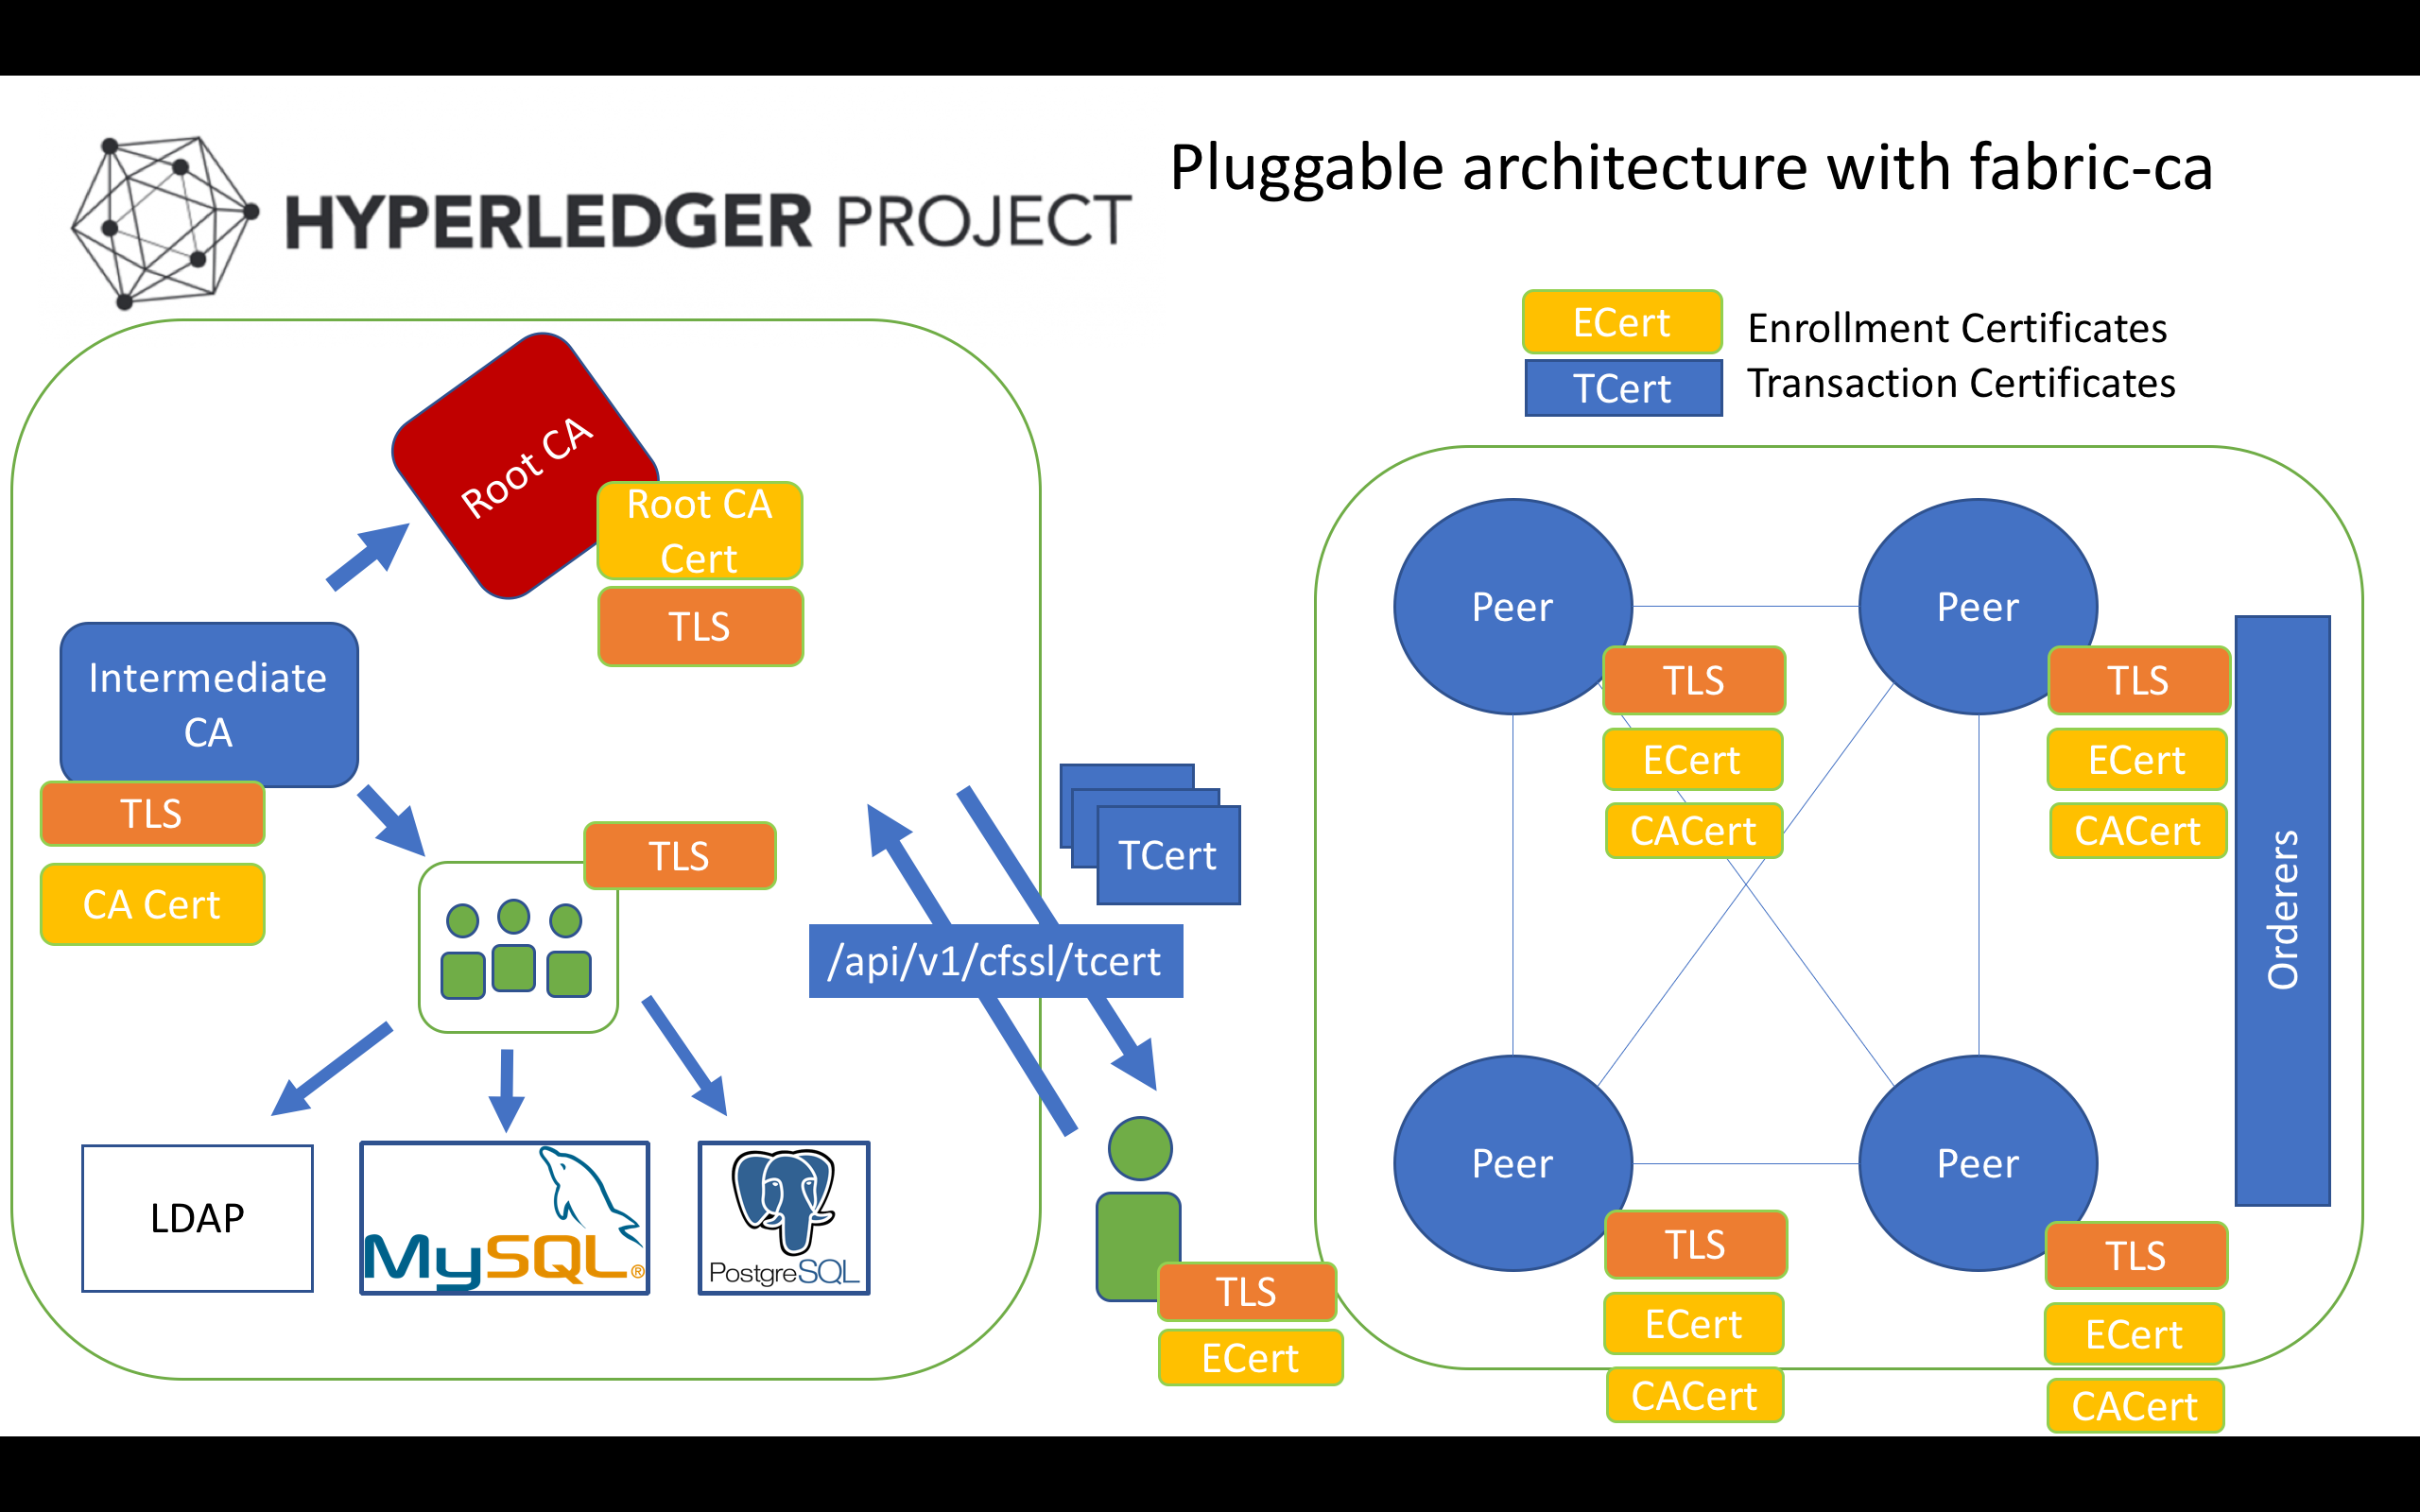 HYPERLEDGER PROJECT
Pluggable architecture with fabric-ca
ECert
Enrollment Certificates
TCert
Transaction Certificates
Root CA
Root CA
Cert
TLS
Intermediate
CA
TLS
CA Cert
TLS
LDAP
MySQL®
PostgreSQL
TCert
/api/v1/cfssl/tcert
TLS
ECert
Peer
TLS
ECert
CACert
Peer
TLS
ECert
CACert
Peer
TLS
ECert
CACert
Peer
TLS
ECert
CACert
Orderers